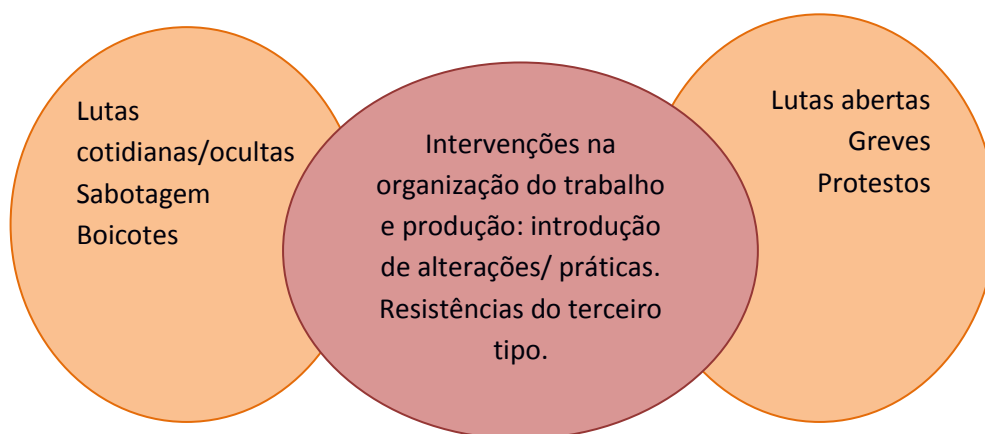 Lutas
cotidianas/ocultas
Sabotagem
Boicotes
Intervenções na
organização do trabalho
e produção: introdução
de alterações/ práticas.
Resistências do terceiro
tipo.
Lutas abertas
Greves
Protestos